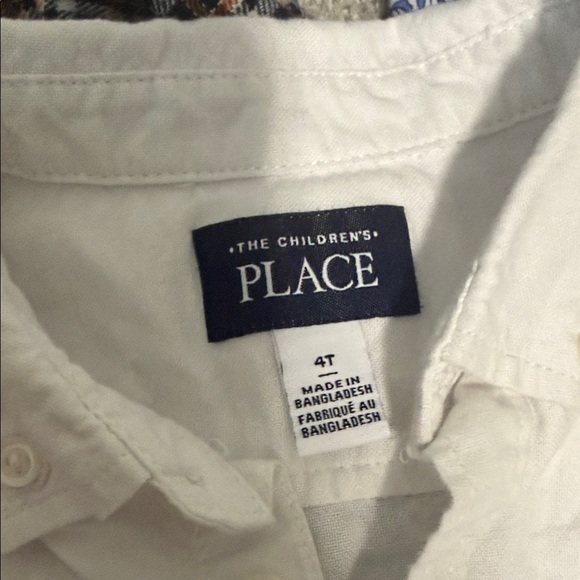 •THE CHILDREN'S•
PLACE
4T
MADE IN
BANGLADESH
FABRIQUÉ AU
BANGLADESH